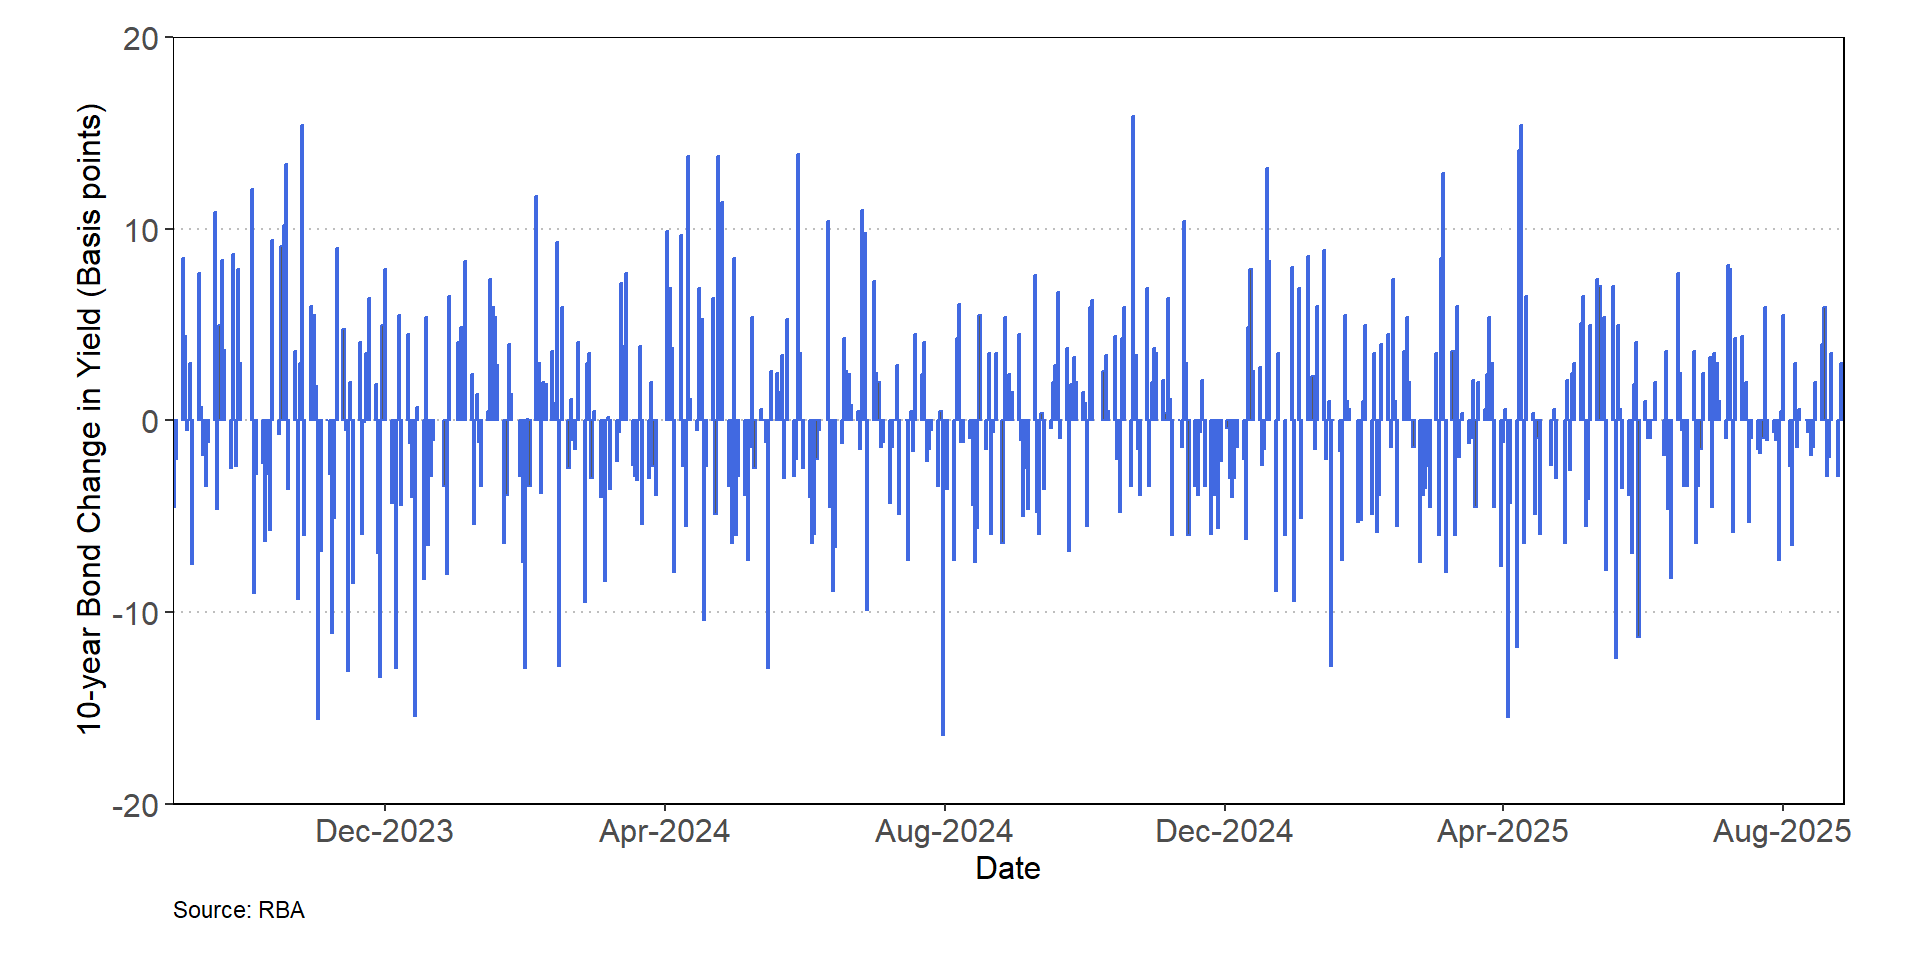 10-year Bond Change in Yield (Basis points)
20
10
0
-10
-20
Dec-2023 Apr-2024 Aug-2024 Dec-2024 Apr-2025 Aug-2025
Date
Source: RBA